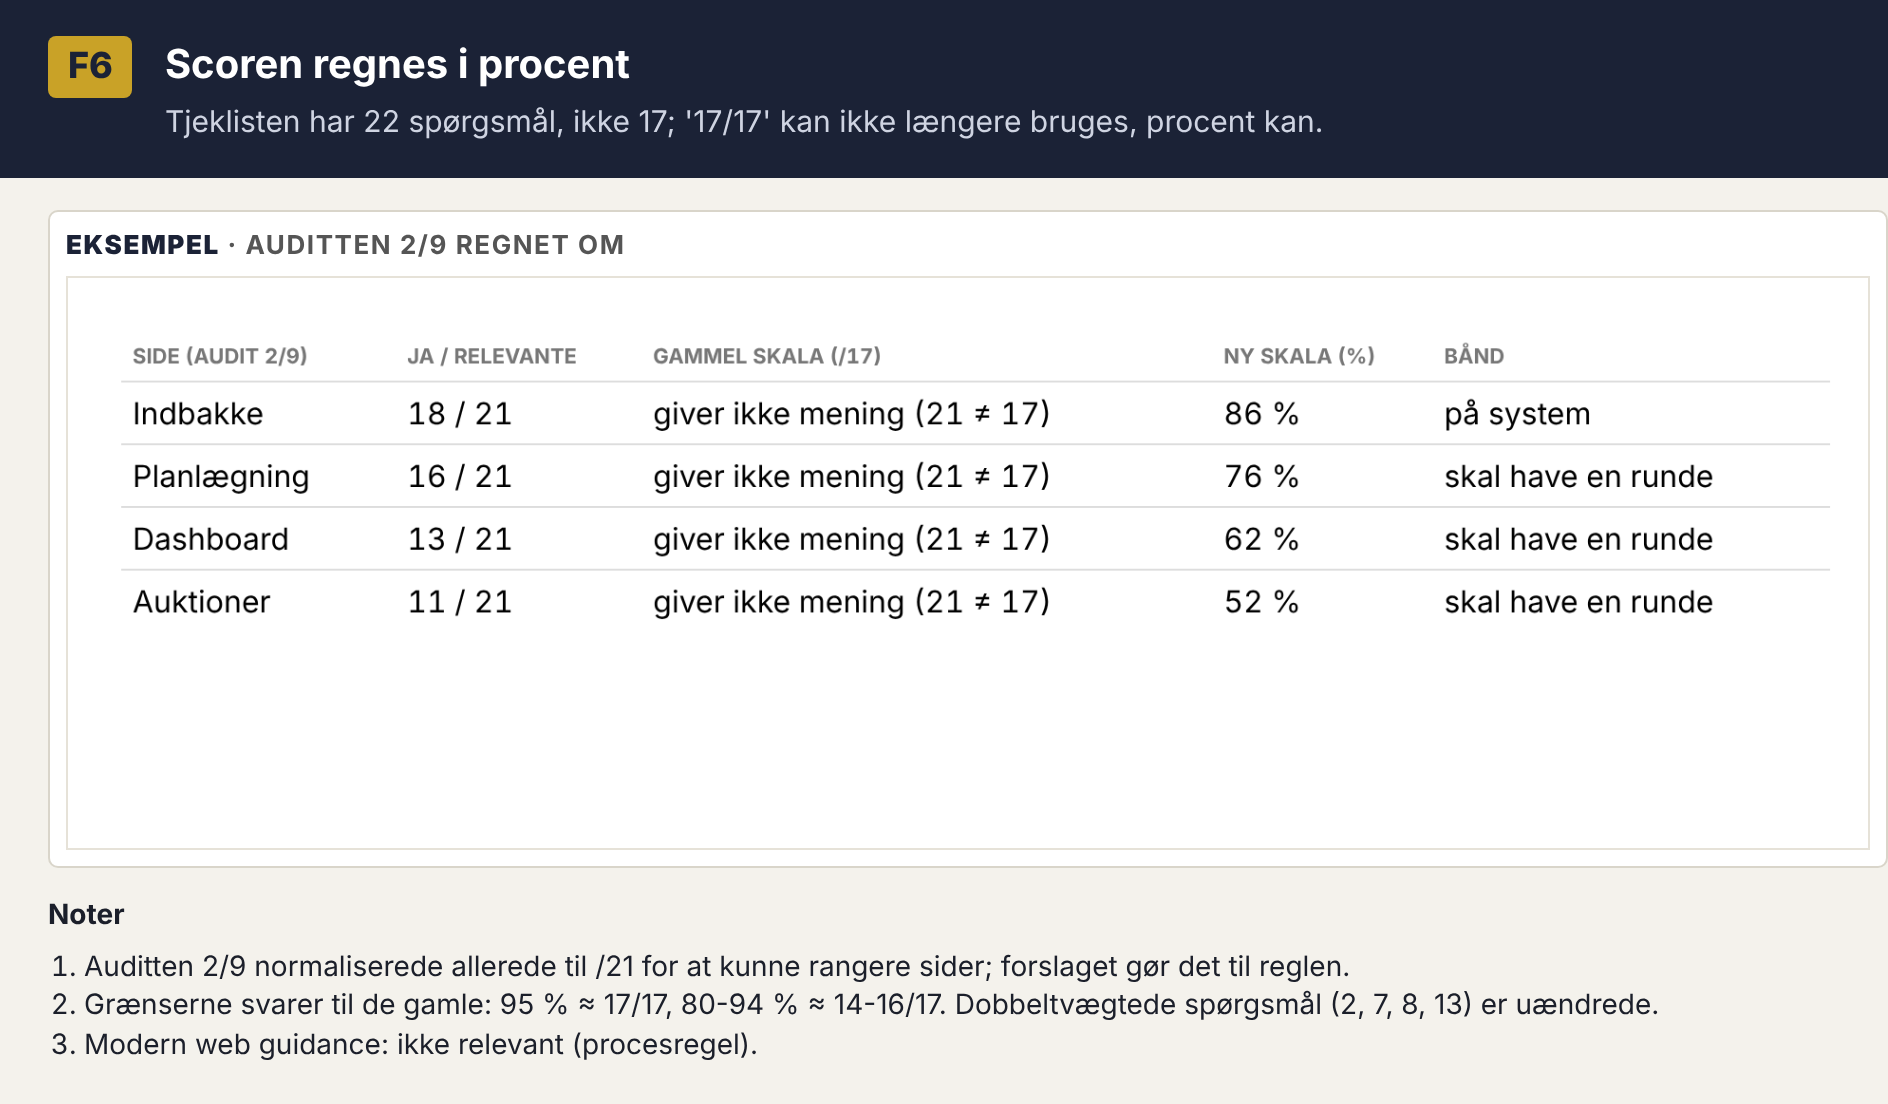 F6
Scoren regnes i procent
Tjeklisten har 22 spørgsmål, ikke 17; '17/17' kan ikke længere bruges, procent kan.
EKSEMPEL · AUDITTEN 2/9 REGNET OM
SIDE (AUDIT 2/9) JA / RELEVANTE GAMMEL SKALA (/17) NY SKALA (%) BÅND
Indbakke 18 / 21 giver ikke mening (21 ≠ 17) 86 % på system
Planlægning 16 / 21 giver ikke mening (21 ≠ 17) 76 % skal have en runde
Dashboard 13 / 21 giver ikke mening (21 ≠ 17) 62 % skal have en runde
Auktioner 11 / 21 giver ikke mening (21 ≠ 17) 52 % skal have en runde
Noter
1. Auditten 2/9 normaliserede allerede til /21 for at kunne rangere sider; forslaget gør det til reglen.
2. Grænserne svarer til de gamle: 95 % ≈ 17/17, 80-94 % ≈ 14-16/17. Dobbeltvægtede spørgsmål (2, 7, 8, 13) er uændrede.
3. Modern web guidance: ikke relevant (procesregel).